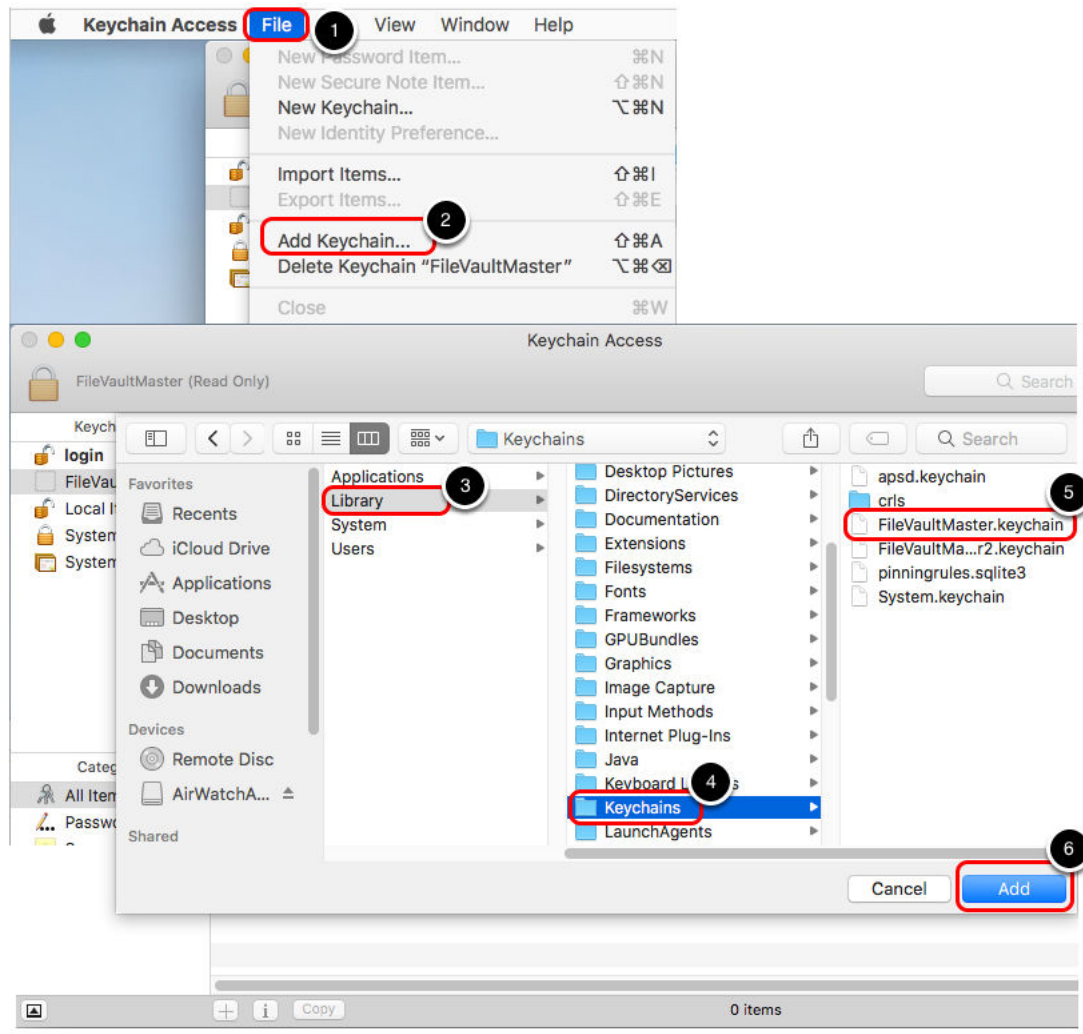 Keychain Access File 1 View Window Help
New Password Item... ⌘N
New Secure Note Item... ⇧⌘N
New Keychain... ⌥⌘N
New Identity Preference...
Import Items... ⇧⌘I
Export Items... ⇧⌘E
2
Add Keychain... ⇧⌘A
Delete Keychain “FileVaultMaster” ⌥⌘⌫
Close ⌘W
Keychain Access
FileVaultMaster (Read Only)
Search
Keych
login
FileVau
Local I
System
System
Keychains
Search
Favorites
Recents
iCloud Drive
Applications
Desktop
Documents
Downloads
Devices
Remote Disc
AirWatchA...
Shared
Applications
3
Library
System
Users
Desktop Pictures
DirectoryServices
Documentation
Extensions
Filesystems
Fonts
Frameworks
GPUBundles
Graphics
Image Capture
Input Methods
Internet Plug-Ins
Java
Keyboard L 4 s
Keychains
LaunchAgents
apsd.keychain
5
crls
FileVaultMaster.keychain
FileVaultMa...r2.keychain
pinningrules.sqlite3
System.keychain
Categ
All Item
Passwo
6
Cancel
Add
Copy
0 items